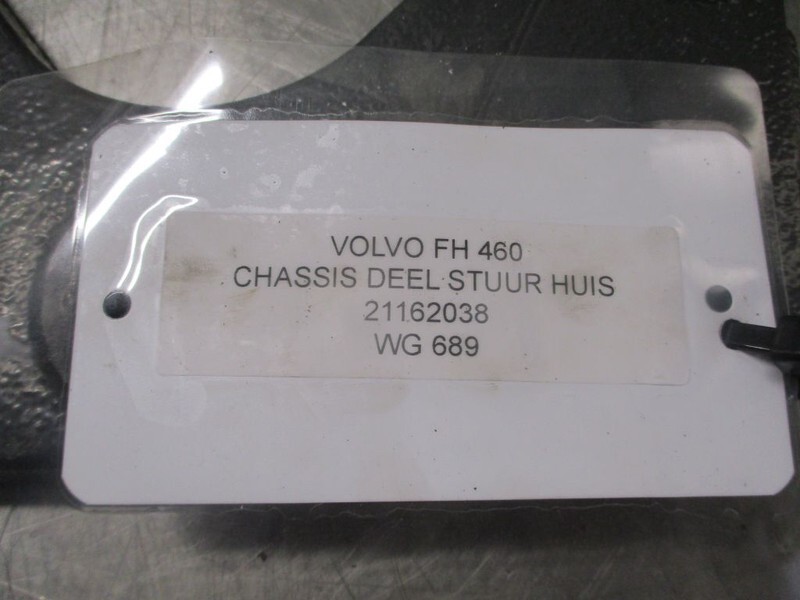 VOLVO FH 460
CHASSIS DEEL STUUR HUIS
21162038
WG 689